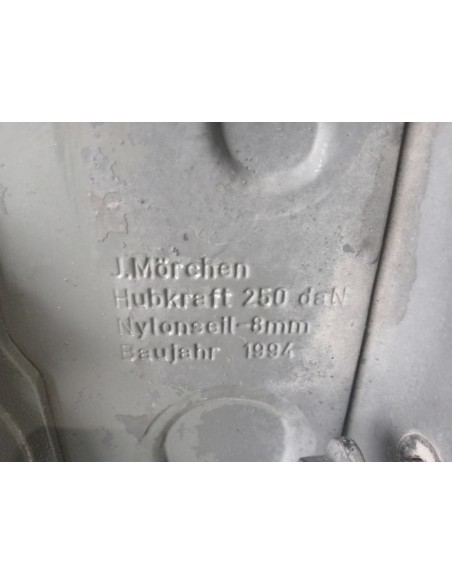 J.Mörchen
Hubkraft 250 daN
Nylonseil-8mm
Baujahr 1994